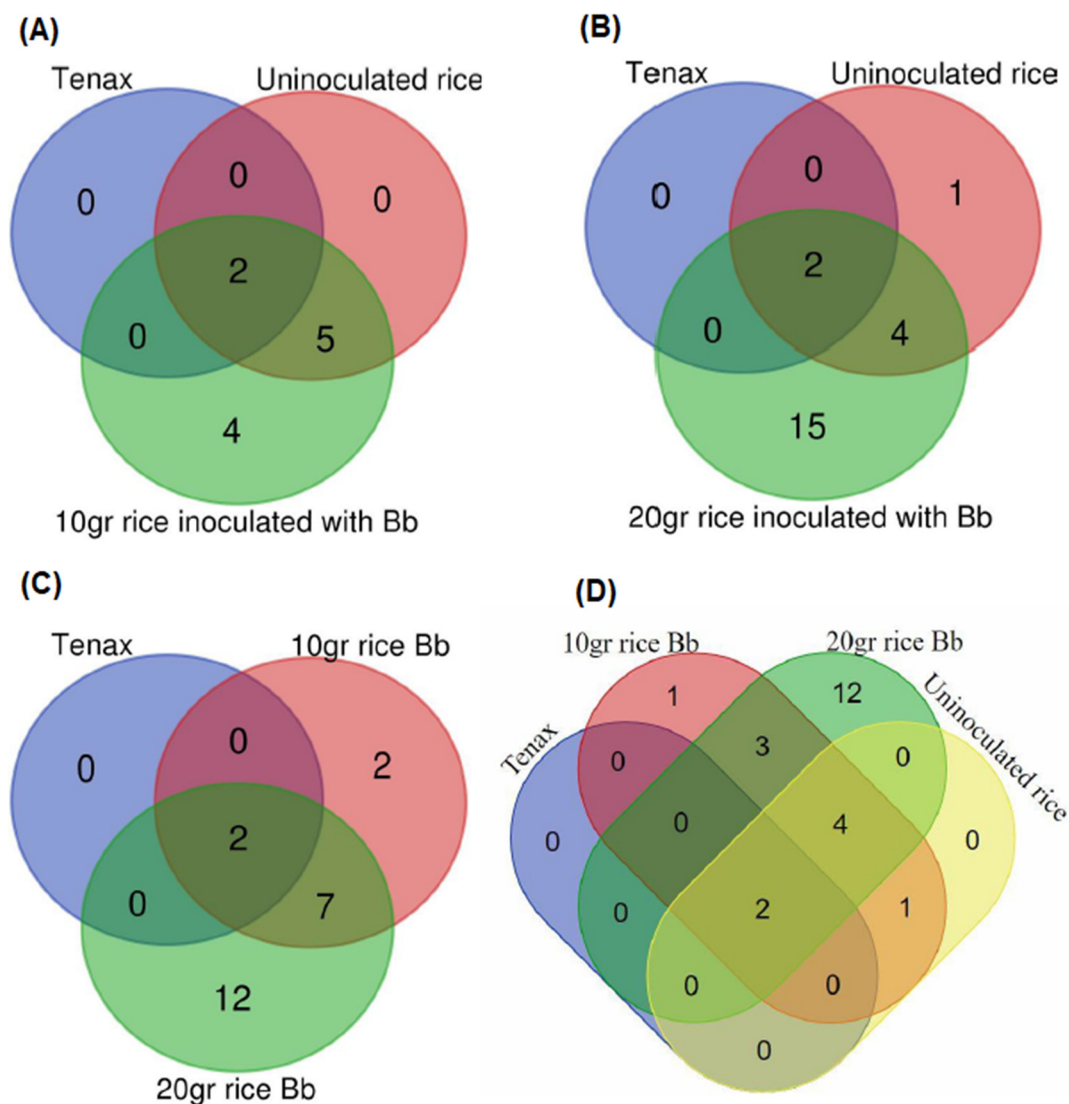 (A)
Tenax
Uninoculated rice
0
0
0
2
0
5
4
10gr rice inoculated with Bb
(B)
Tenax
Uninoculated rice
0
0
1
2
0
4
15
20gr rice inoculated with Bb
(C)
Tenax
10gr rice Bb
0
0
2
2
0
7
12
20gr rice Bb
(D)
10gr rice Bb
20gr rice Bb
Tenax
Uninoculated rice
1
12
0
3
0
0
0
4
0
0
2
1
0
0
0